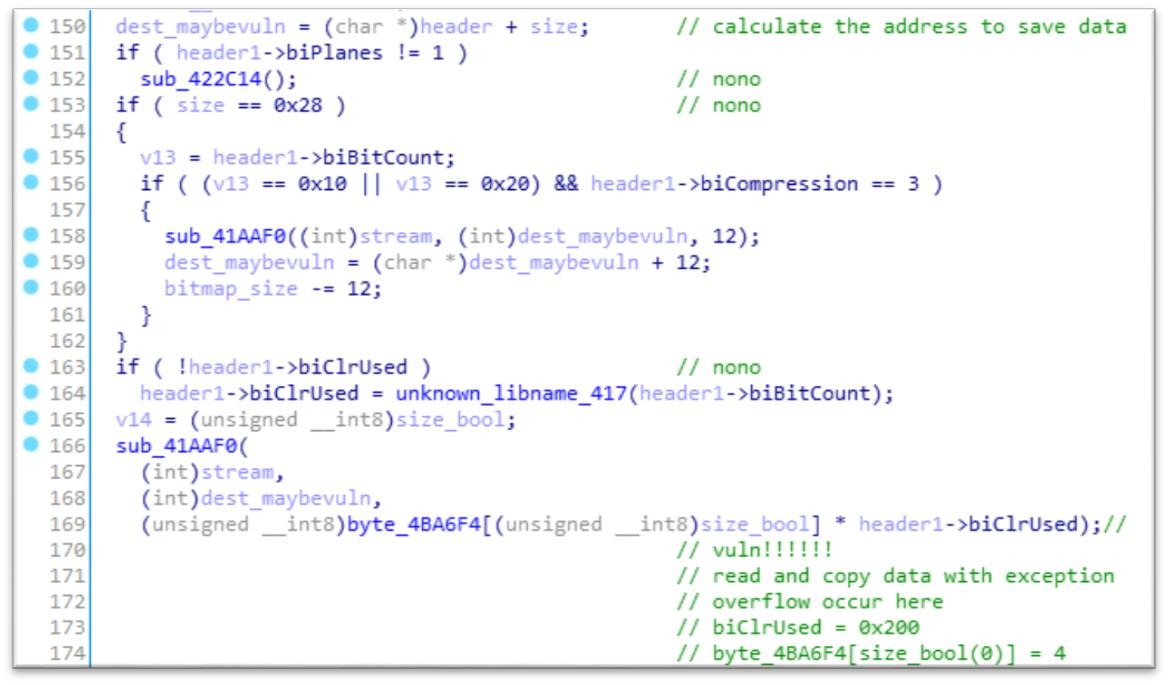 150 dest_maybevuln = (char *)header + size; // calculate the address to save data
151 if ( header1->biPlanes != 1 )
152 sub_422C14(); // nono
153 if ( size == 0x28 ) // nono
154 {
155 v13 = header1->biBitCount;
156 if ( (v13 == 0x10 || v13 == 0x20) && header1->biCompression == 3 )
157 {
158 sub_41AAF0((int)stream, (int)dest_maybevuln, 12);
159 dest_maybevuln = (char *)dest_maybevuln + 12;
160 bitmap_size -= 12;
161 }
162 }
163 if ( !header1->biClrUsed ) // nono
164 header1->biClrUsed = unknown_libname_417(header1->biBitCount);
165 v14 = (unsigned __int8)size_bool;
166 sub_41AAF0(
167 (int)stream,
168 (int)dest_maybevuln,
169 (unsigned __int8)byte_4BA6F4[(unsigned __int8)size_bool] * header1->biClrUsed);//
170 // vuln!!!!!!
171 // read and copy data with exception
172 // overflow occur here
173 // biClrUsed = 0x200
174 // byte_4BA6F4[size_bool(0)] = 4